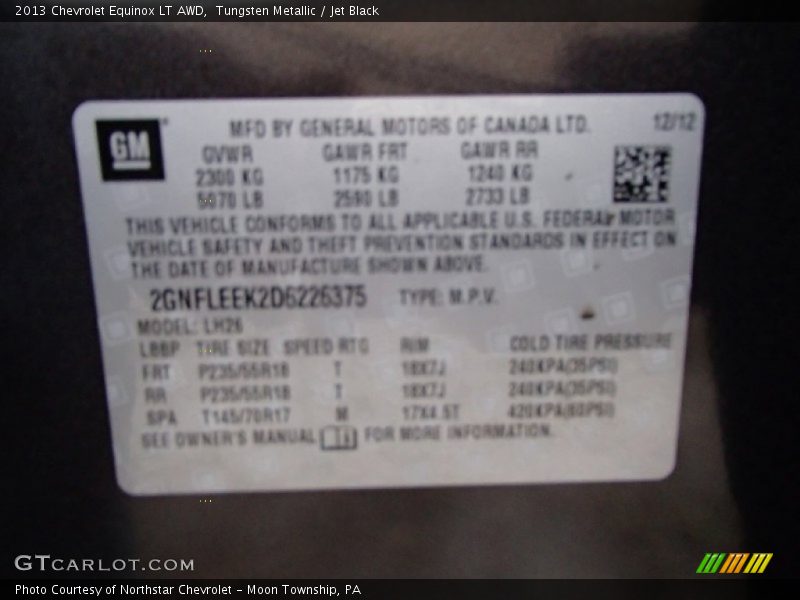 2013 Chevrolet Equinox LT AWD, Tungsten Metallic / Jet Black
GM
MFD BY GENERAL MOTORS OF CANADA LTD. 12/12
GVWR GAWR FRT GAWR RR
2300 KG 1175 KG 1240 KG
5070 LB 2590 LB 2733 LB
THIS VEHICLE CONFORMS TO ALL APPLICABLE U.S. FEDERAL MOTOR
VEHICLE SAFETY AND THEFT PREVENTION STANDARDS IN EFFECT ON
THE DATE OF MANUFACTURE SHOWN ABOVE.
2GNFLEEK2D6226375 TYPE: M.P.V.
MODEL: LH26
TIRE SIZE SPEED RTG RIM COLD TIRE PRESSURE
FRT P235/55R18 T 18X7J 240KPA(35PSI)
RR P235/55R18 T 18X7J 240KPA(35PSI)
SPA T145/70R17 M 17X4.5T 420KPA(60PSI)
SEE OWNER'S MANUAL FOR MORE INFORMATION.
GTCARLOT.COM
Photo Courtesy of Northstar Chevrolet - Moon Township, PA